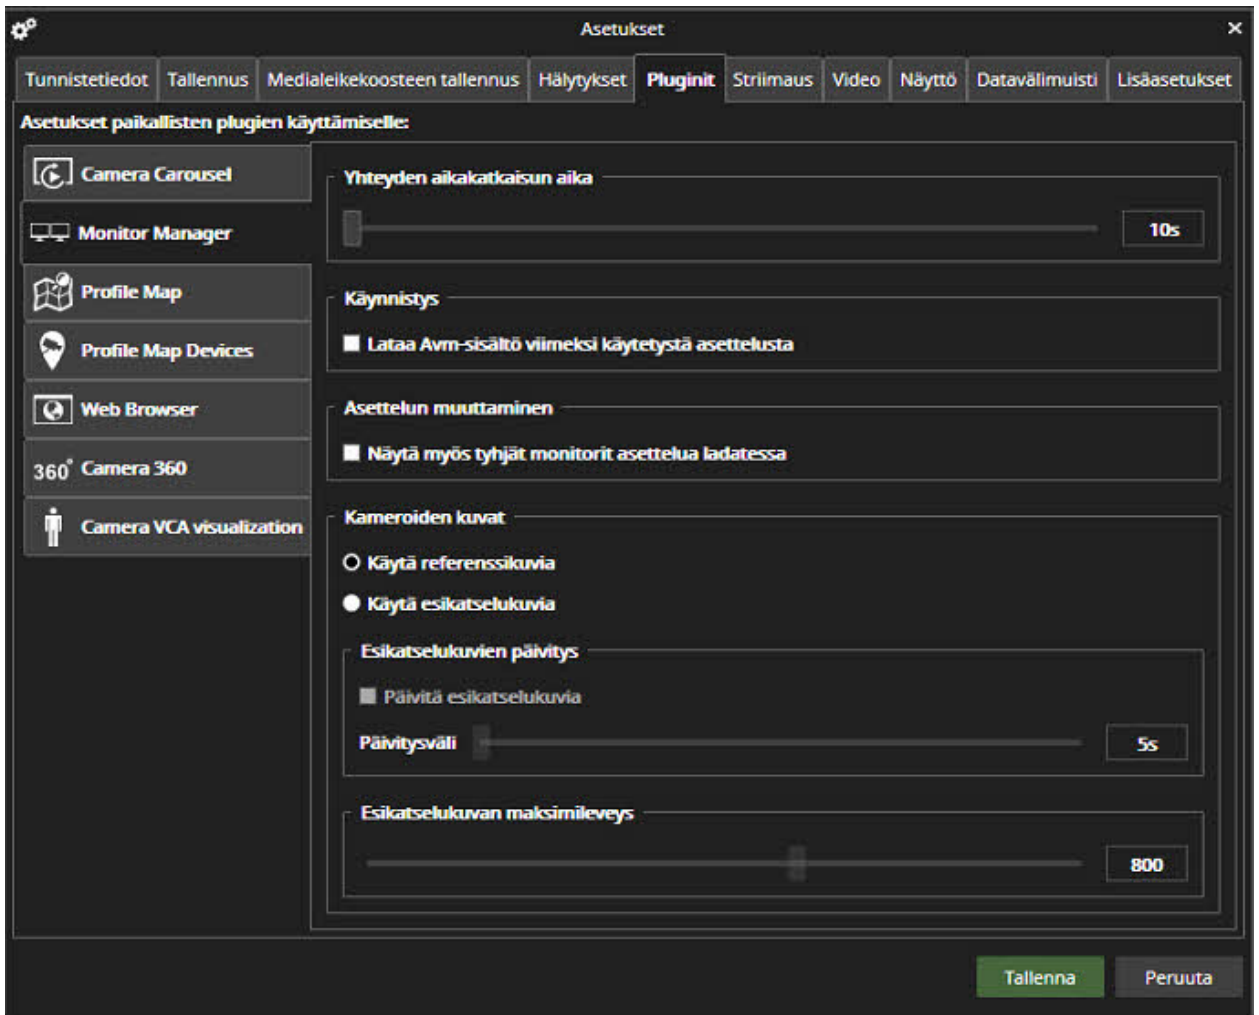 Asetukset
Tunnistetiedot Tallennus Medialeikekoosteen tallennus Hälytykset Pluginit Striimaus Video Näyttö Datavälimuisti Lisäasetukset
Asetukset paikallisten plugien käyttämiselle:
Camera Carousel
Monitor Manager
Profile Map
Profile Map Devices
Web Browser
360° Camera 360
Camera VCA visualization
Yhteyden aikakatkaisun aika
10s
Käynnistys
Lataa Avm-sisältö viimeksi käytetystä asettelusta
Asettelun muuttaminen
Näytä myös tyhjät monitorit asettelua ladatessa
Kameroiden kuvat
Käytä referenssikuvia
Käytä esikatselukuvia
Esikatselukuvien päivitys
Päivitä esikatselukuvia
Päivitysväli 5s
Esikatselukuvan maksimileveys
800
Tallenna Peruuta